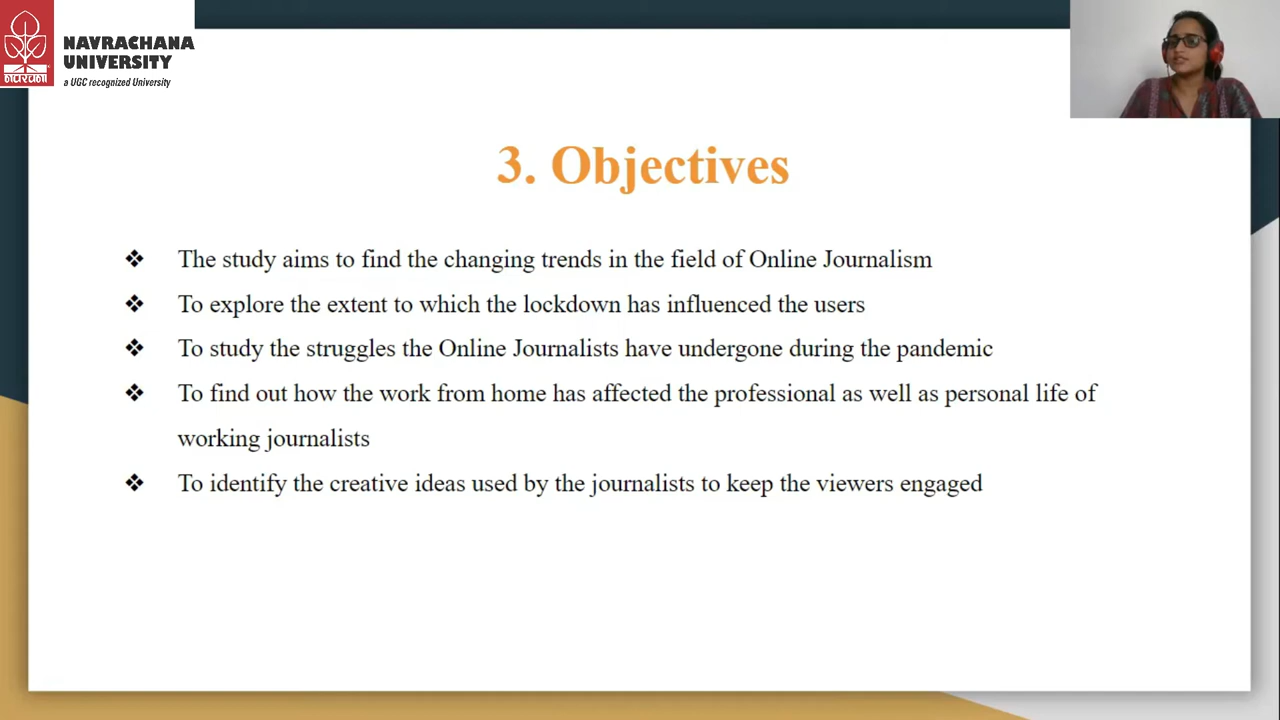 नवरचना
NAVRACHANA
UNIVERSITY
a UGC recognized University
3. Objectives
❖ The study aims to find the changing trends in the field of Online Journalism
❖ To explore the extent to which the lockdown has influenced the users
❖ To study the struggles the Online Journalists have undergone during the pandemic
❖ To find out how the work from home has affected the professional as well as personal life of
working journalists
❖ To identify the creative ideas used by the journalists to keep the viewers engaged